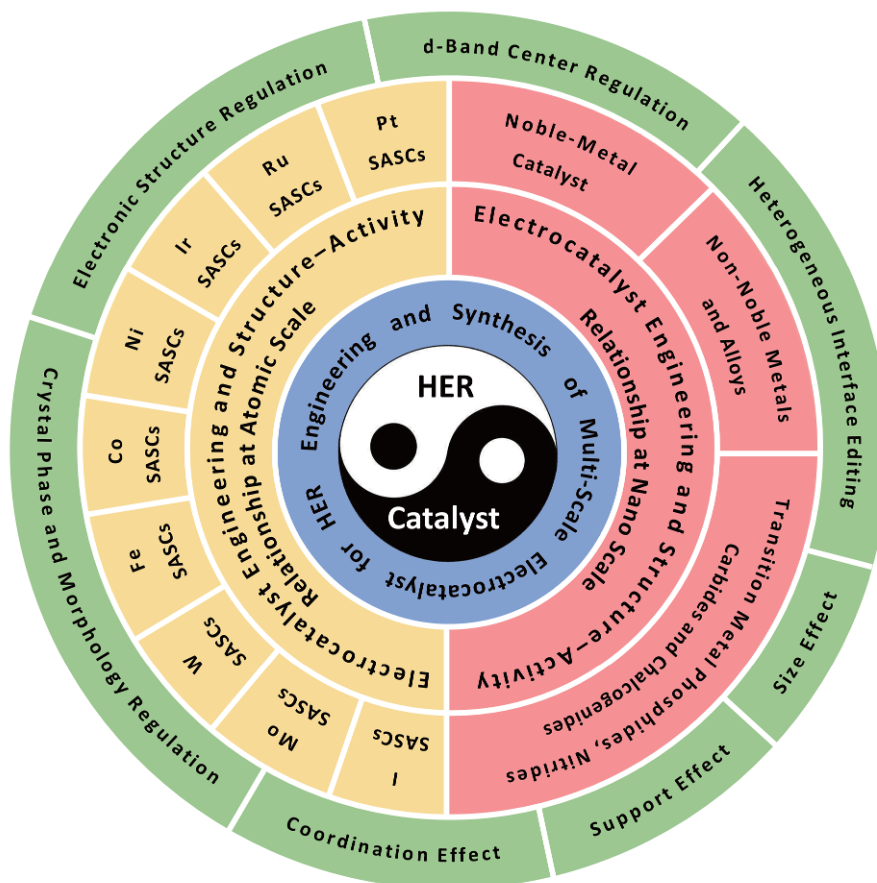 d-Band Center Regulation
Heterogeneous Interface Editing
Size Effect
Support Effect
Coordination Effect
Crystal Phase and Morphology Regulation
Electronic Structure Regulation
Noble-Metal
Catalyst
Non-Noble Metals
and Alloys
Transition Metal Phosphides, Nitrides
Carbides and Chalcogenides
I
SASCs
Mo
SASCs
W
SASCs
Fe
SASCs
Co
SASCs
Ni
SASCs
Ir
SASCs
Ru
SASCs
Pt
SASCs
Electrocatalyst Engineering and Structure–Activity
Relationship at Nano Scale
Electrocatalyst Engineering and Structure–Activity
Relationship at Atomic Scale
Engineering and Synthesis of Multi-Scale Electrocatalyst for HER
HER
Catalyst